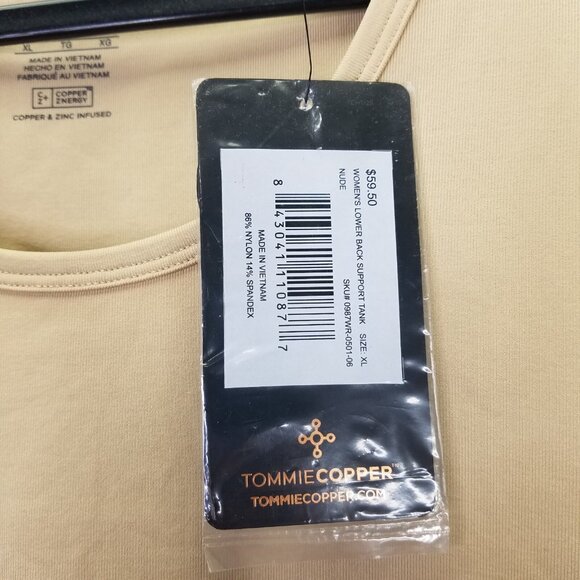 XL TG XG
MADE IN VIETNAM
HECHO EN VIETNAM
FABRIQUÉ AU VIETNAM
C+
Z+
COPPER
ZNERGY
COPPER & ZINC INFUSED
$59.50
WOMEN'S LOWER BACK SUPPORT TANK SIZE: XL
NUDE SKU# 0987WR-0501-06
8 43041 11087 7
MADE IN VIETNAM
86% NYLON 14% SPANDEX
TOMMIECOPPER™
TOMMIECOPPER.COM